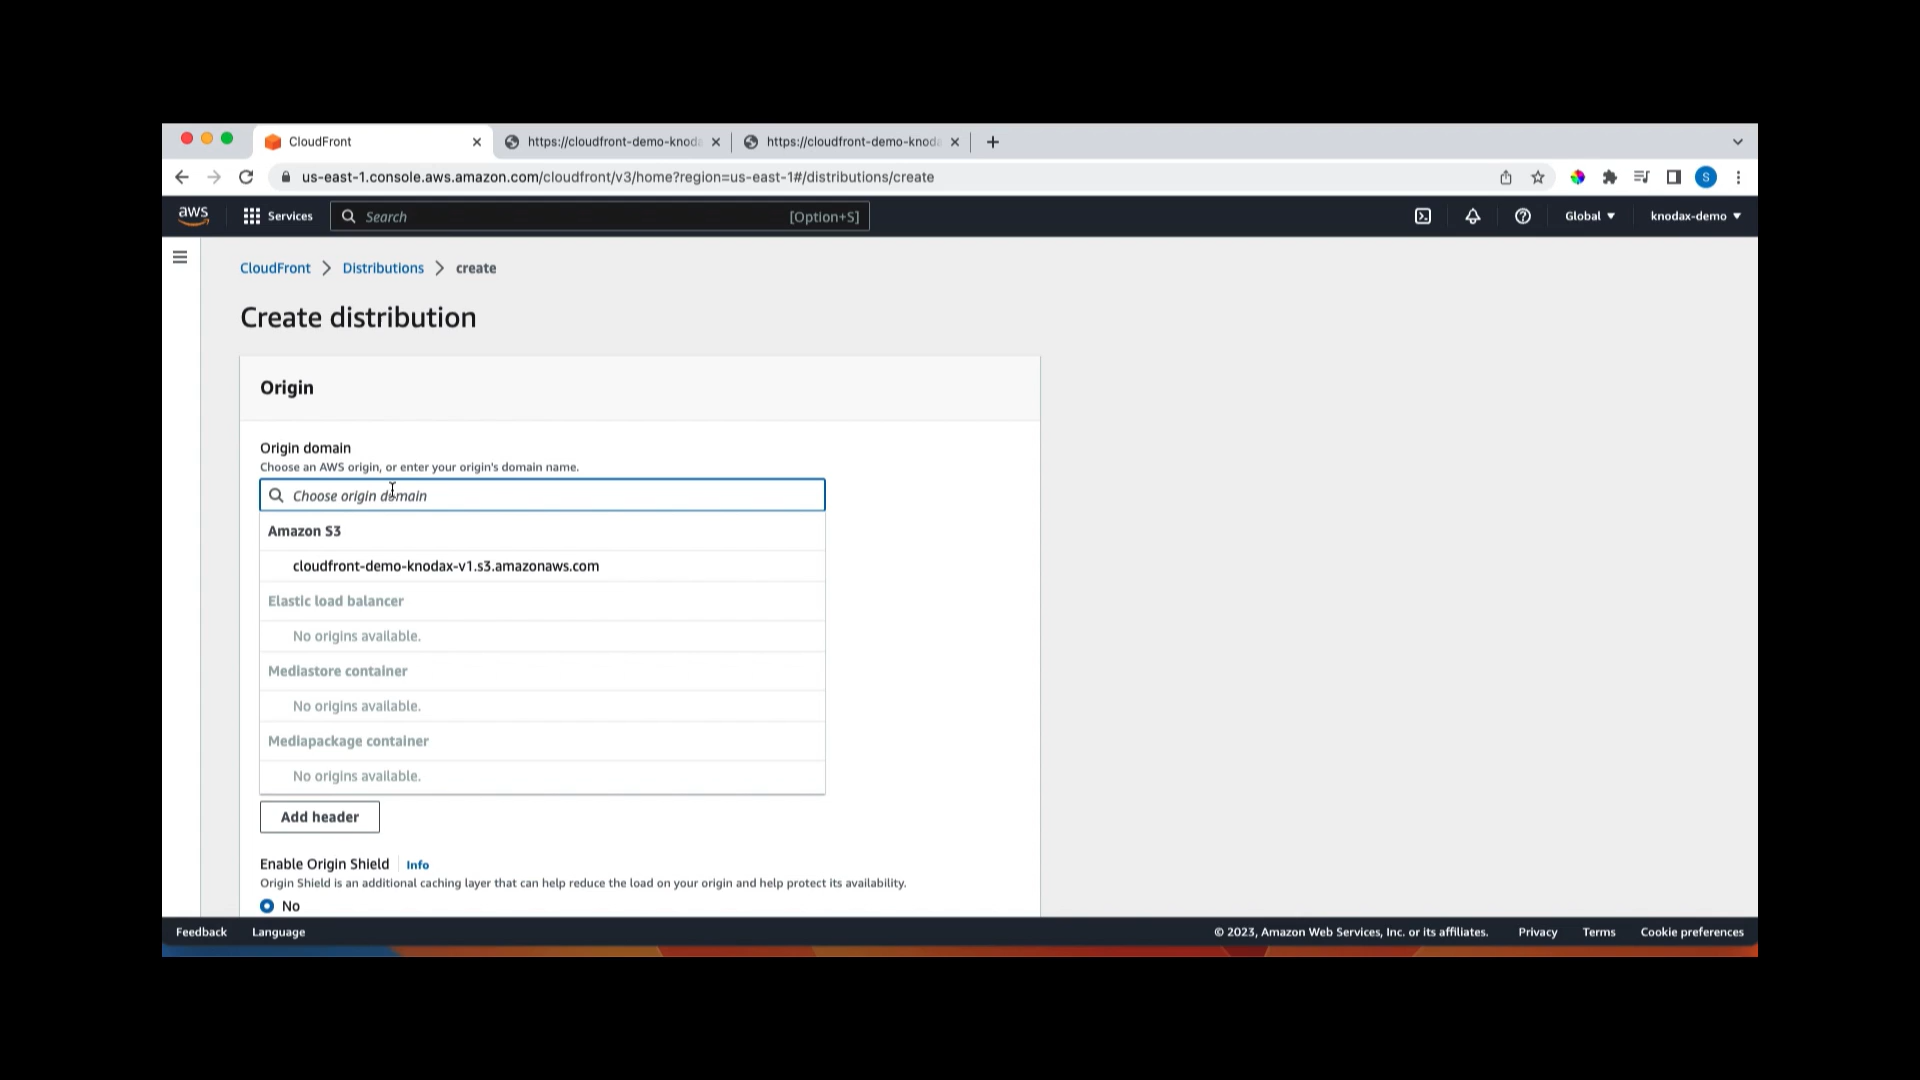 CloudFront
https://cloudfront-demo-knod
https://cloudfront-demo-knod
us-east-1.console.aws.amazon.com/cloudfront/v3/home?region=us-east-1#/distributions/create
S
aws
Services
Search
[Option+S]
Global
knodax-demo
CloudFront > Distributions > create
Create distribution
Origin
Origin domain
Choose an AWS origin, or enter your origin's domain name.
Choose origin domain
Amazon S3
cloudfront-demo-knodax-v1.s3.amazonaws.com
Elastic load balancer
No origins available.
Mediastore container
No origins available.
Mediapackage container
No origins available.
Add header
Enable Origin Shield
Info
Origin Shield is an additional caching layer that can help reduce the load on your origin and help protect its availability.
No
Feedback
Language
© 2023, Amazon Web Services, Inc. or its affiliates.
Privacy
Terms
Cookie preferences